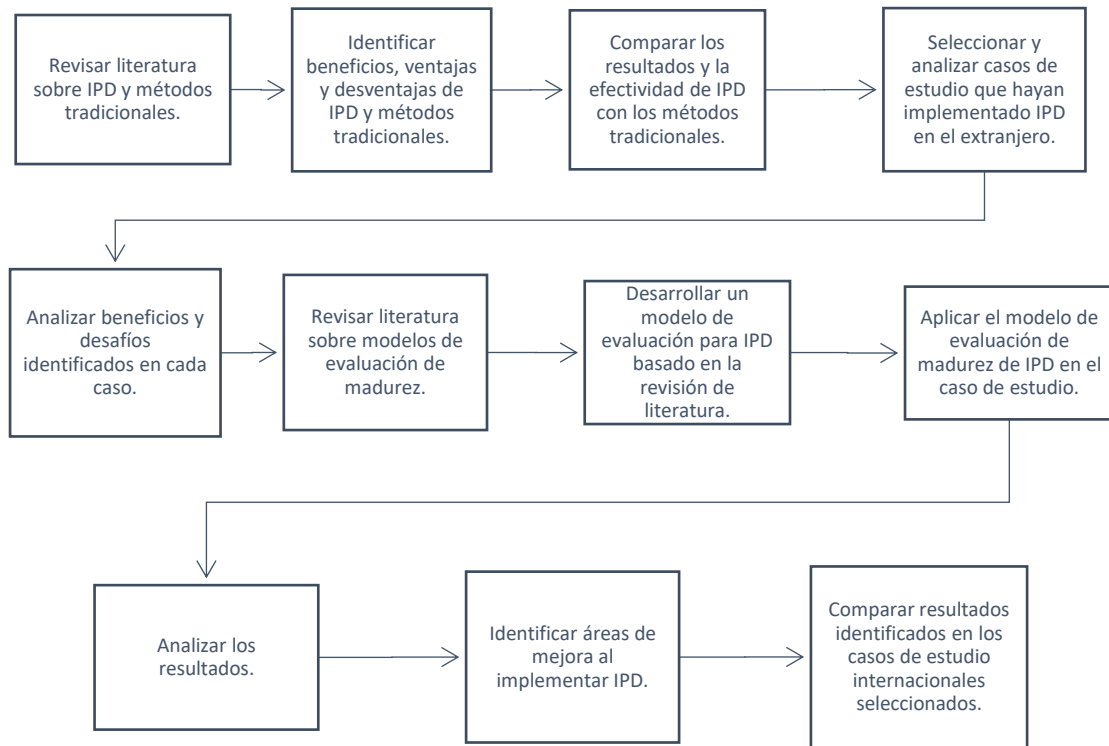 Revisar literatura
sobre IPD y métodos
tradicionales.
Identificar
beneficios, ventajas
y desventajas de
IPD y métodos
tradicionales.
Comparar los
resultados y la
efectividad de IPD
con los métodos
tradicionales.
Seleccionar y
analizar casos de
estudio que hayan
implementado IPD
en el extranjero.
Analizar beneficios y
desafíos
identificados en cada
caso.
Revisar literatura
sobre modelos de
evaluación de
madurez.
Desarrollar un
modelo de
evaluación para IPD
basado en la
revisión de
literatura.
Aplicar el modelo de
evaluación de
madurez de IPD en el
caso de estudio.
Analizar los
resultados.
Identificar áreas de
mejora al
implementar IPD.
Comparar resultados
identificados en los
casos de estudio
internacionales
seleccionados.